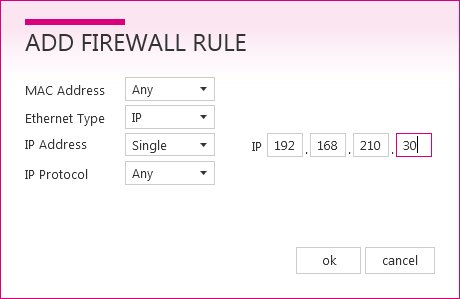 ADD FIREWALL RULE
MAC Address Any
Ethernet Type IP
IP Address Single IP 192 . 168 . 210 . 30
IP Protocol Any
ok cancel